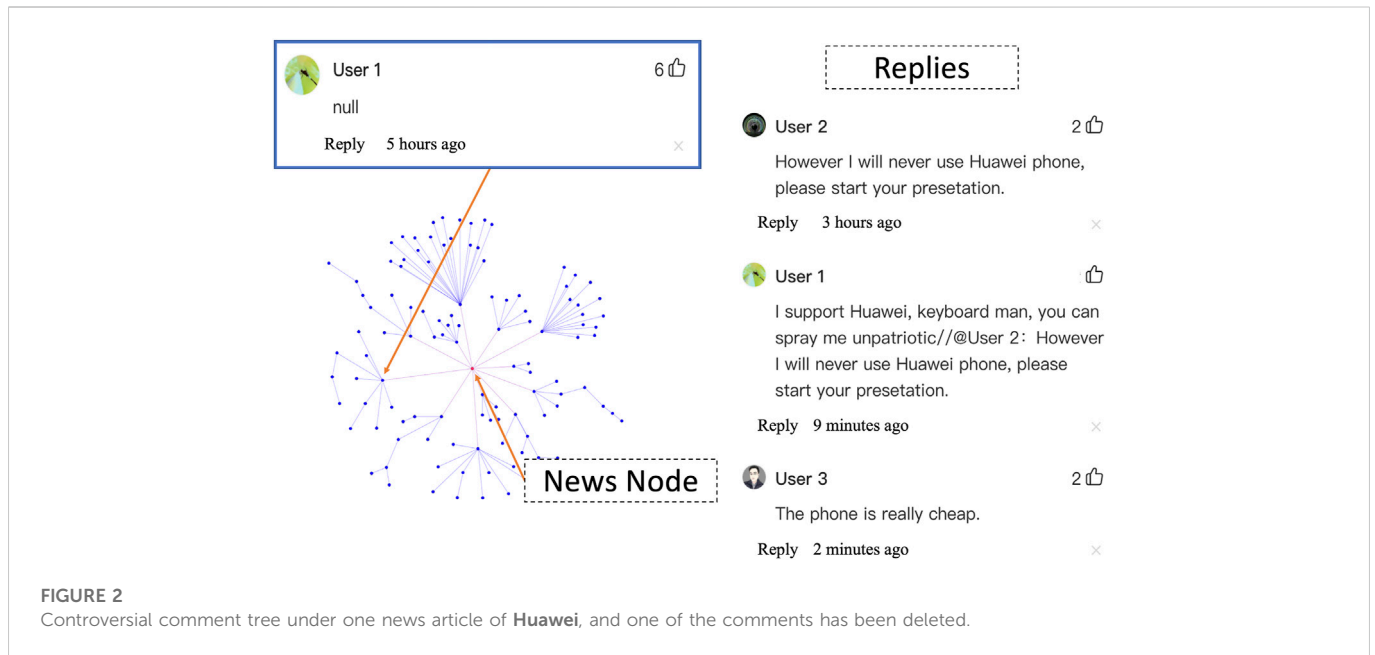 User 1
6
null
Reply 5 hours ago
×
News Node
Replies
User 2
2
However I will never use Huawei phone,
please start your presetation.
Reply 3 hours ago
×
User 1
I support Huawei, keyboard man, you can
spray me unpatriotic//@User 2: However
I will never use Huawei phone, please
start your presetation.
Reply 9 minutes ago
×
User 3
2
The phone is really cheap.
Reply 2 minutes ago
×
FIGURE 2
Controversial comment tree under one news article of Huawei, and one of the comments has been deleted.